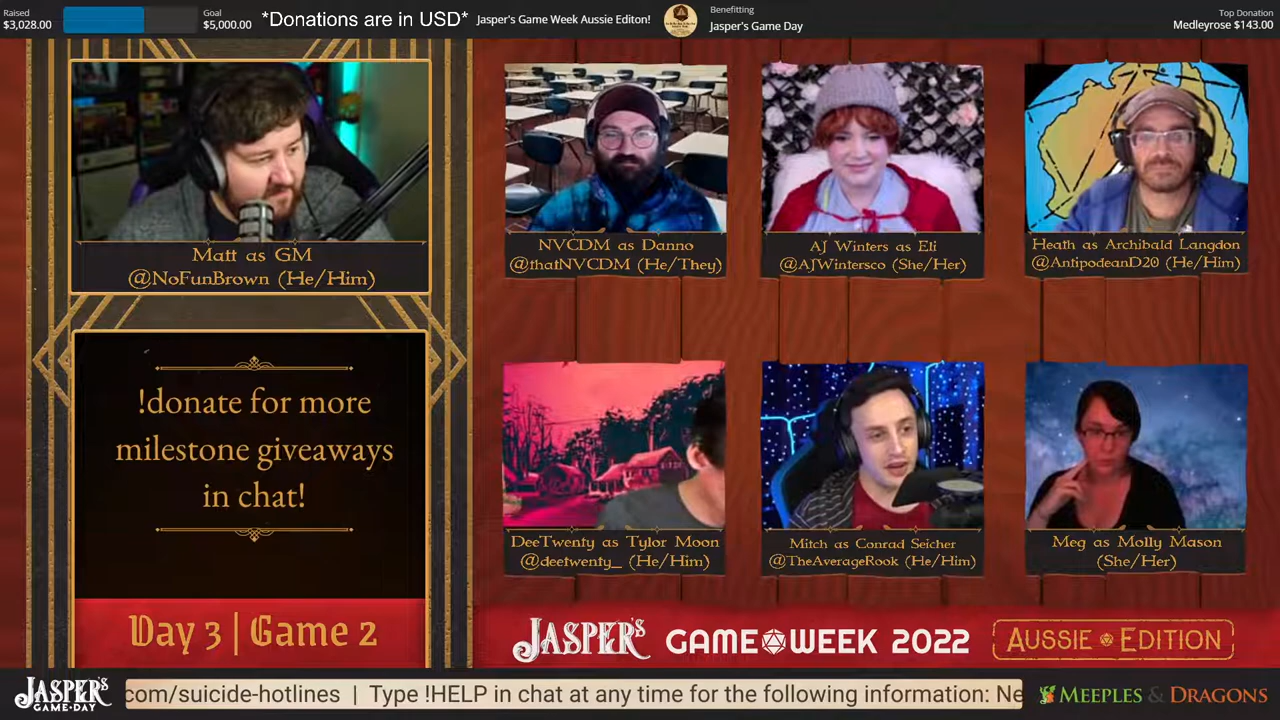 Raised
$3,028.00
Goal
$5,000.00
*Donations are in USD*
Jasper's Game Week Aussie Editon!
Benefitting
Jasper's Game Day
Top Donation
Medleyrose $143.00
Matt as GM
@NoFunBrown (He/Him)
NVCDM as Danno
@thatNVCDM (He/They)
AJ Winters as Eli
@AJWintersco (She/Her)
Heath as Archibald Langdon
@AntipodeanD20 (He/Him)
!donate for more
milestone giveaways
in chat!
DeeTwenty as Tylor Moon
@deetwenty_ (He/Him)
Mitch as Conrad Seicher
@TheAverageRook (He/Him)
Meg as Molly Mason
(She/Her)
Day 3 | Game 2
JASPER'S GAME WEEK 2022
AUSSIE EDITION
JASPER'S
GAME·DAY
com/suicide-hotlines | Type !HELP in chat at any time for the following information: Ne
MEEPLES & DRAGONS